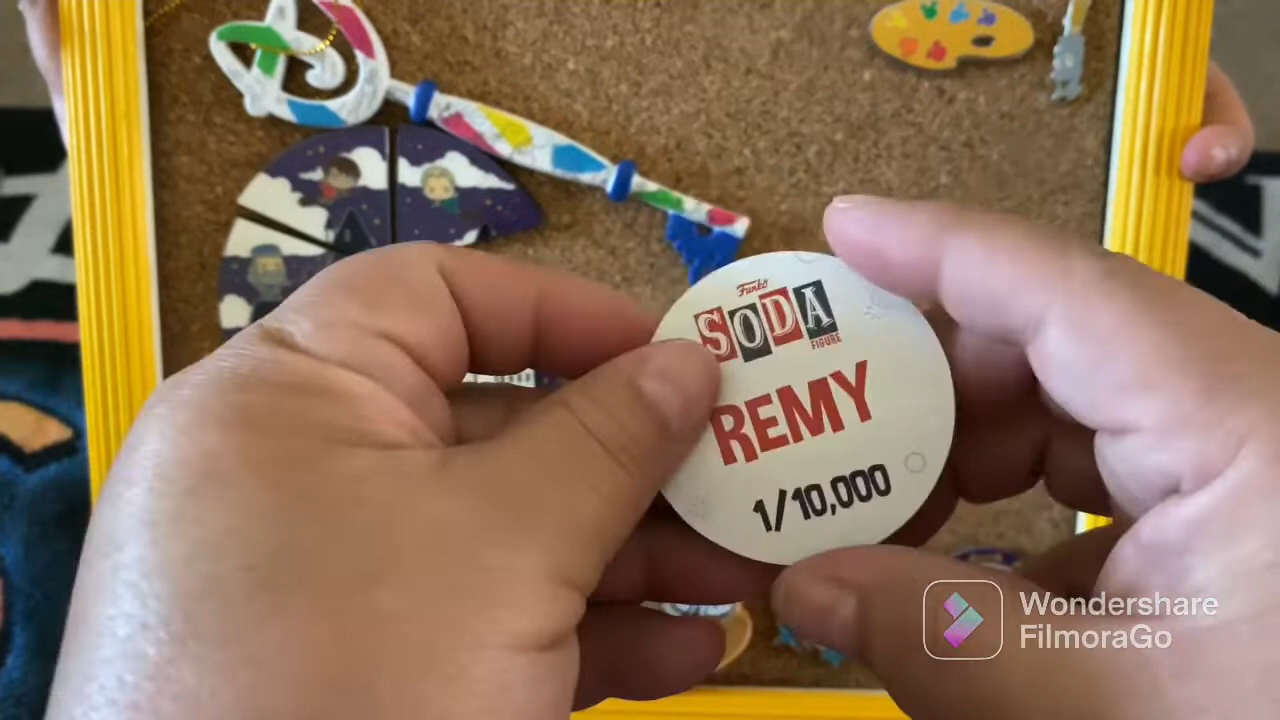 Funko
SODA
FIGURE
REMY
1/10,000
Wondershare
FilmoraGo